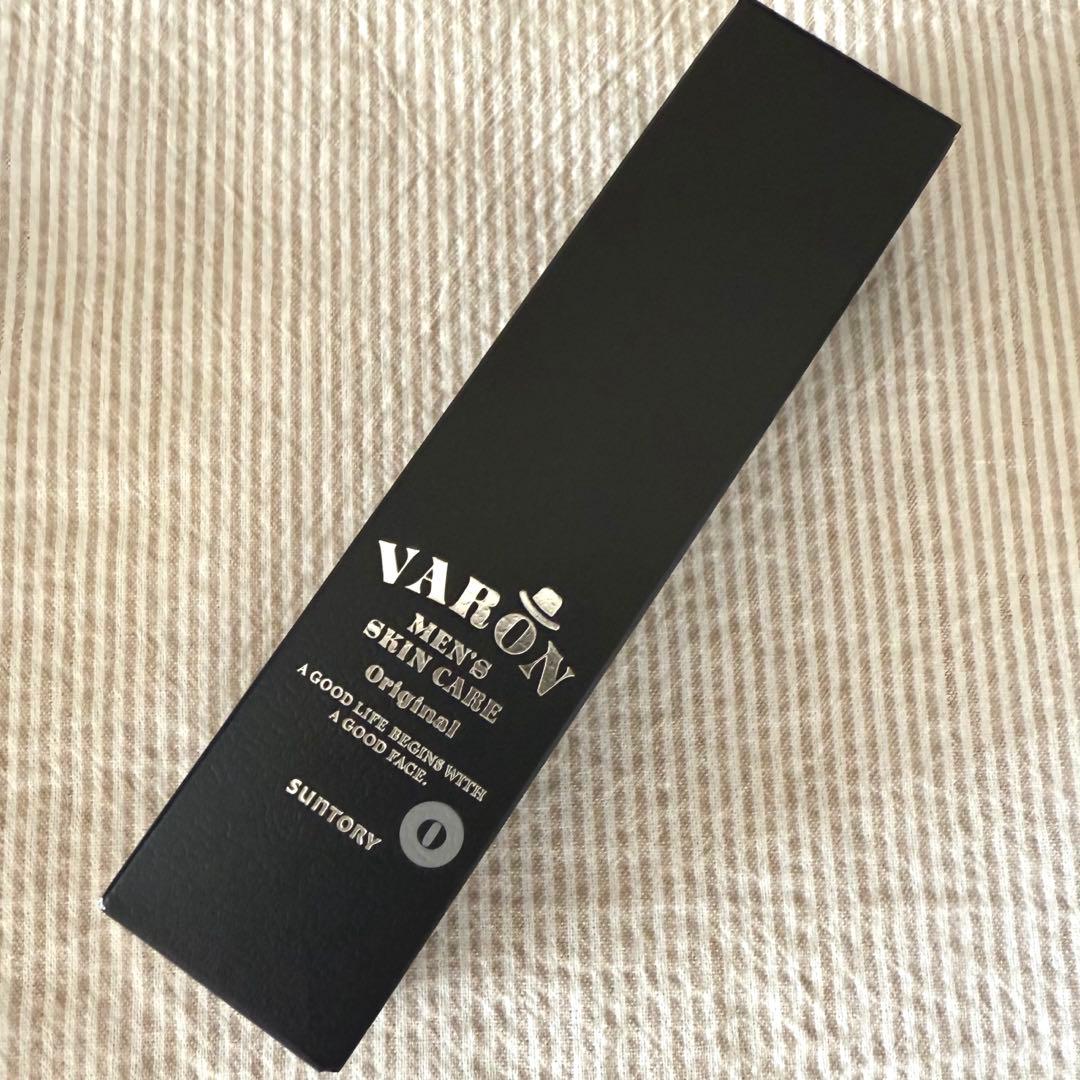 VARON
MEN'S
SKIN CARE
Original
A GOOD LIFE BEGINS WITH
A GOOD FACE.
SUNTORY
O